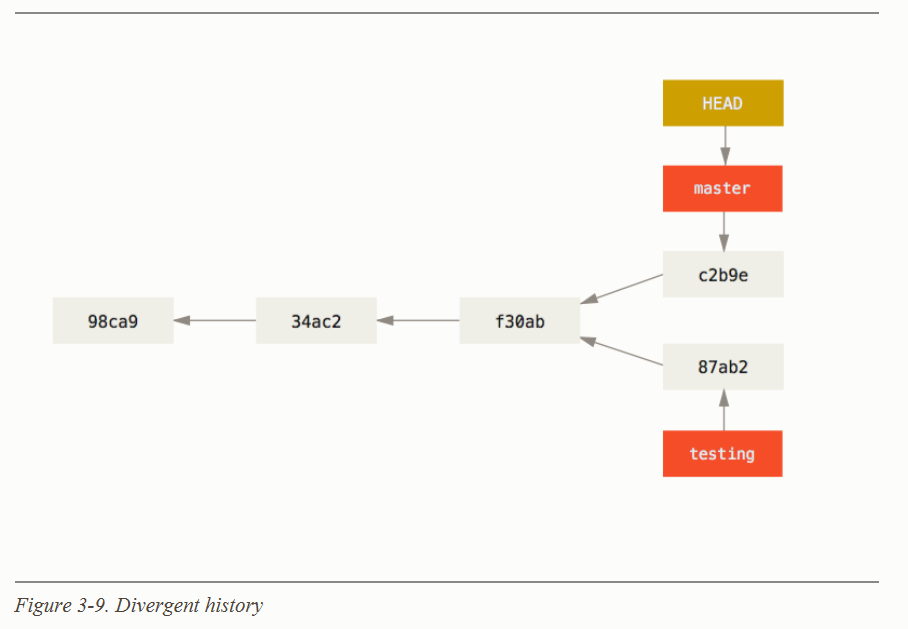 HEAD
master
c2b9e
98ca9
34ac2
f30ab
87ab2
testing
Figure 3-9. Divergent history